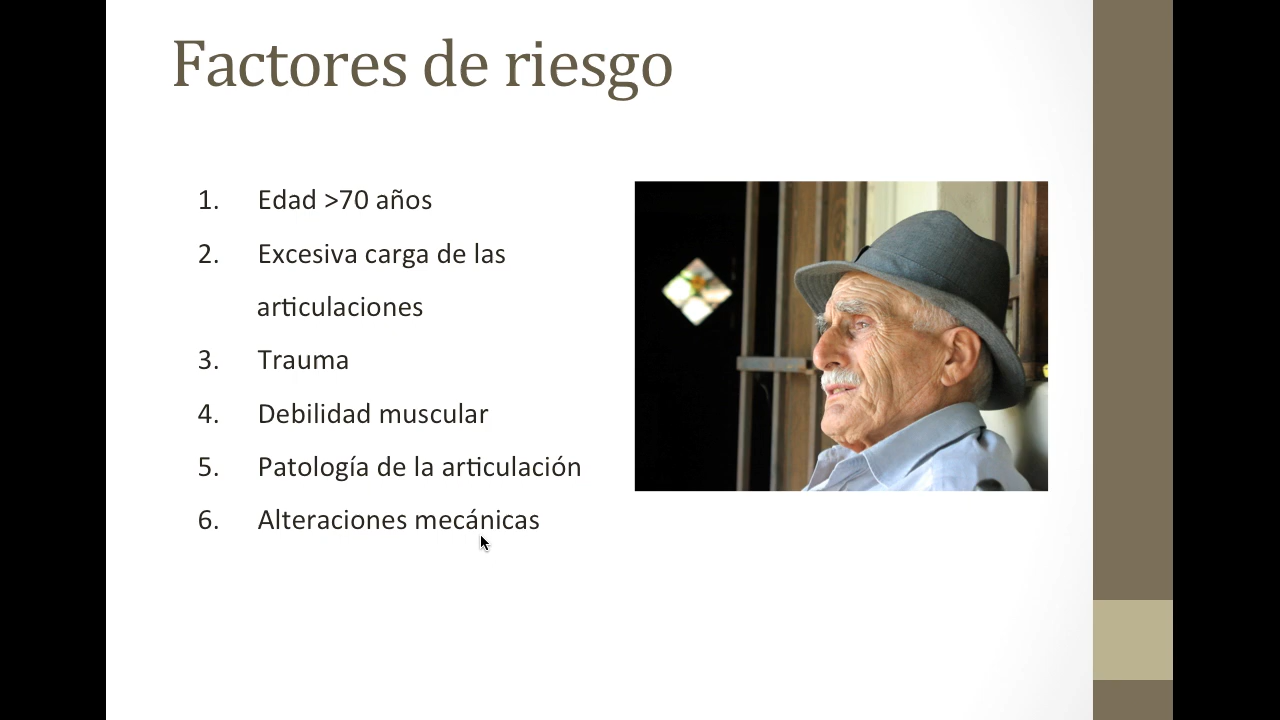 Factores de riesgo
1. Edad >70 años
2. Excesiva carga de las
articulaciones
3. Trauma
4. Debilidad muscular
5. Patología de la articulación
6. Alteraciones mecánicas